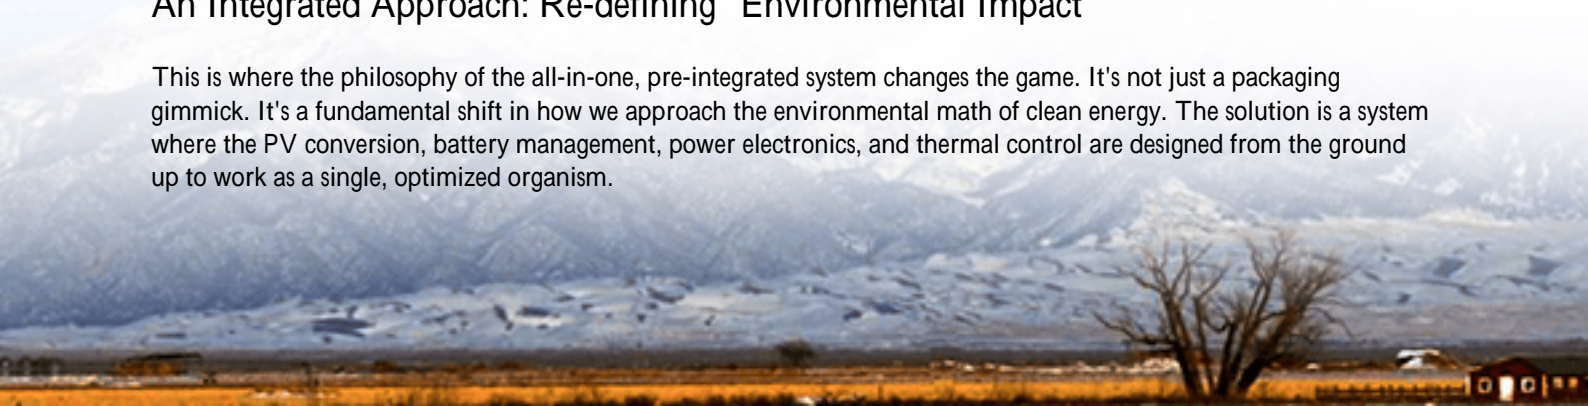 An Integrated Approach: Re-defining "Environmental Impact"
This is where the philosophy of the all-in-one, pre-integrated system changes the game. It's not just a packaging
gimmick. It's a fundamental shift in how we approach the environmental math of clean energy. The solution is a system
where the PV conversion, battery management, power electronics, and thermal control are designed from the ground
up to work as a single, optimized organism.